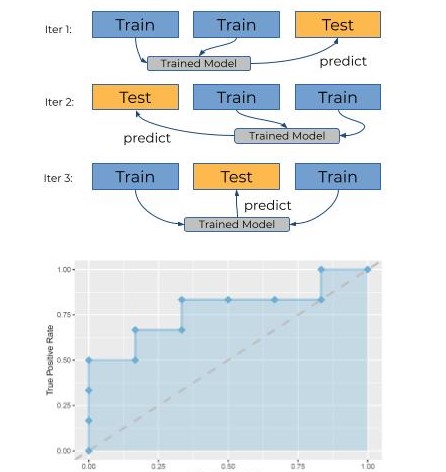 Iter 1:
Train
Train
Test
Trained Model
predict
Iter 2:
Test
Train
Train
predict
Trained Model
Iter 3:
Train
Test
Train
predict
Trained Model
True Positive Rate
1.00
0.75
0.50
0.25
0.00
0.00
0.25
0.50
0.75
1.00